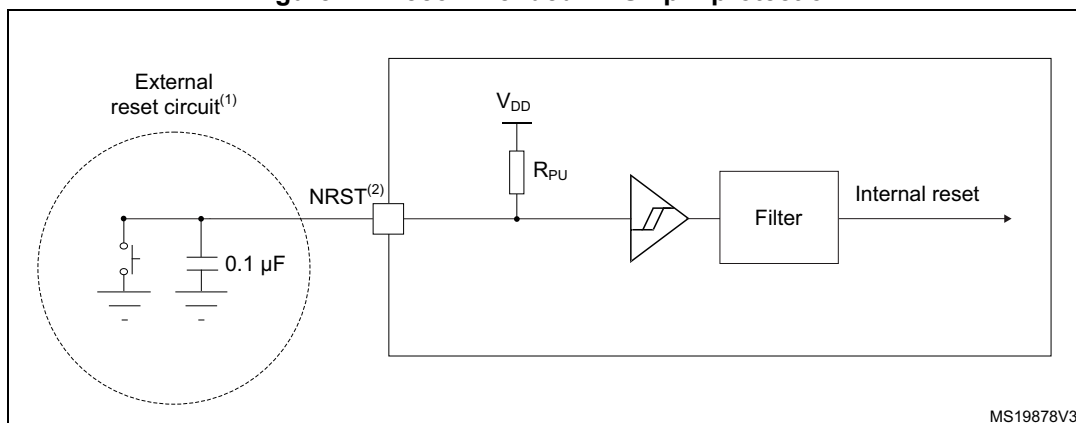 External
reset circuit(1)
VDD
RPU
NRST(2)
Filter
Internal reset
0.1 µF
MS19878V3